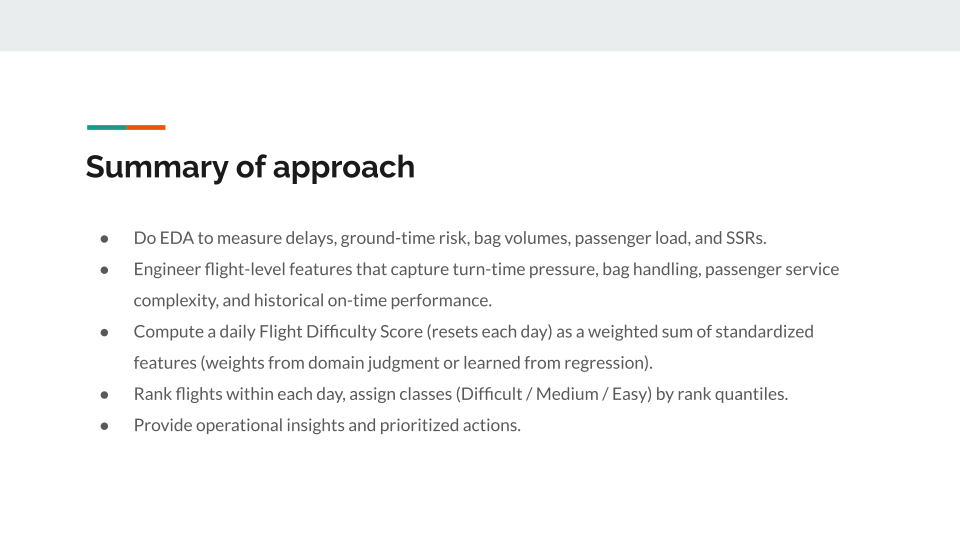 Summary of approach
● Do EDA to measure delays, ground-time risk, bag volumes, passenger load, and SSRs.
● Engineer flight-level features that capture turn-time pressure, bag handling, passenger service
complexity, and historical on-time performance.
● Compute a daily Flight Difficulty Score (resets each day) as a weighted sum of standardized
features (weights from domain judgment or learned from regression).
● Rank flights within each day, assign classes (Difficult / Medium / Easy) by rank quantiles.
● Provide operational insights and prioritized actions.